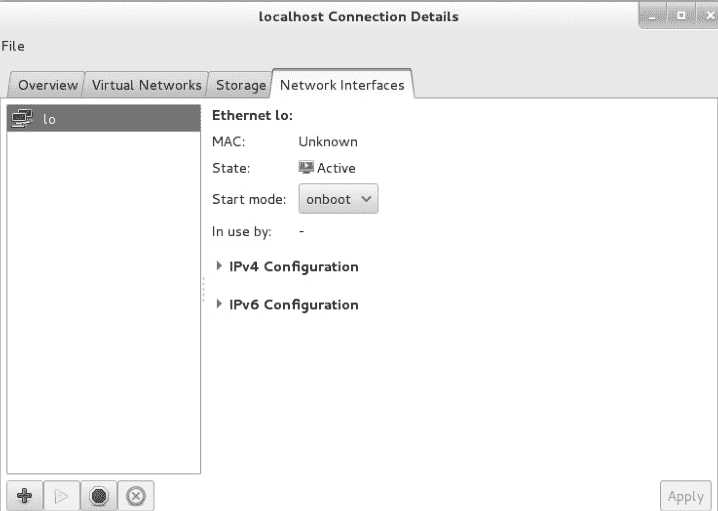 localhost Connection Details
File
Overview Virtual Networks Storage Network Interfaces
lo
Ethernet lo:
MAC: Unknown
State: Active
Start mode: onboot
In use by: -
IPv4 Configuration
IPv6 Configuration
Apply